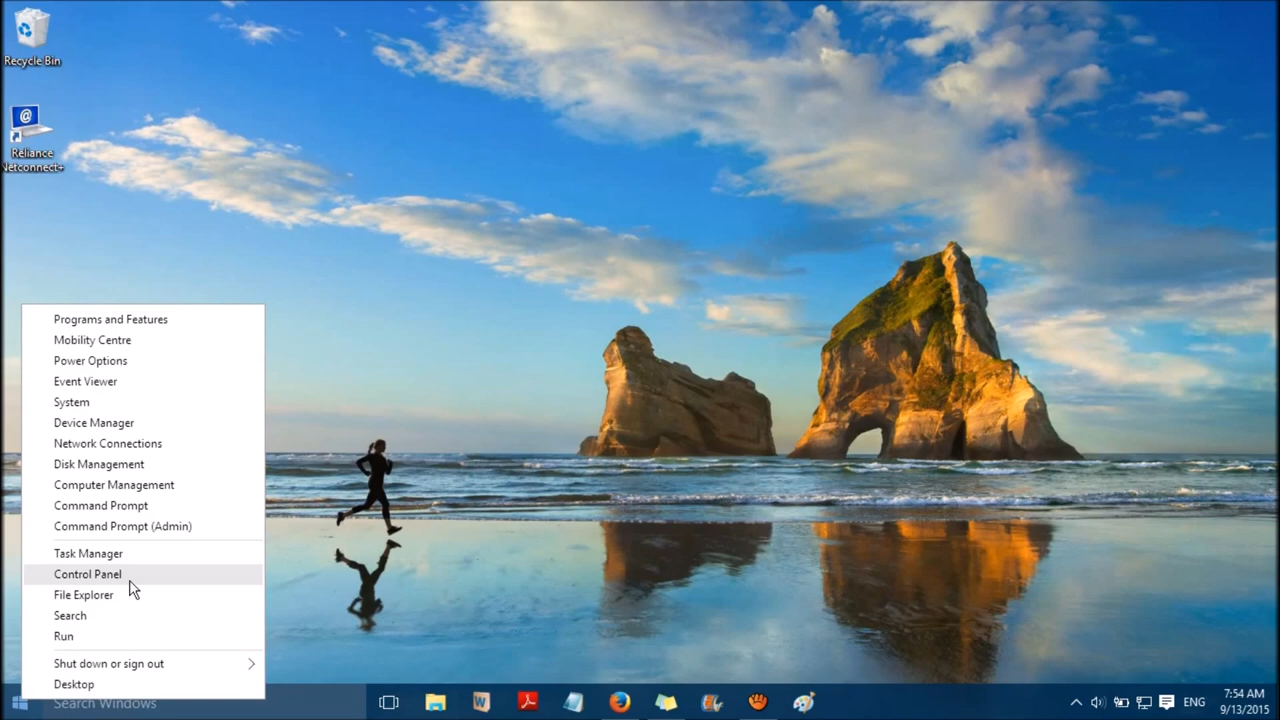 Recycle Bin
Reliance
Netconnect+
Programs and Features
Mobility Centre
Power Options
Event Viewer
System
Device Manager
Network Connections
Disk Management
Computer Management
Command Prompt
Command Prompt (Admin)
Task Manager
Control Panel
File Explorer
Search
Run
Shut down or sign out
Desktop
Search Windows
ENG
7:54 AM
9/13/2015